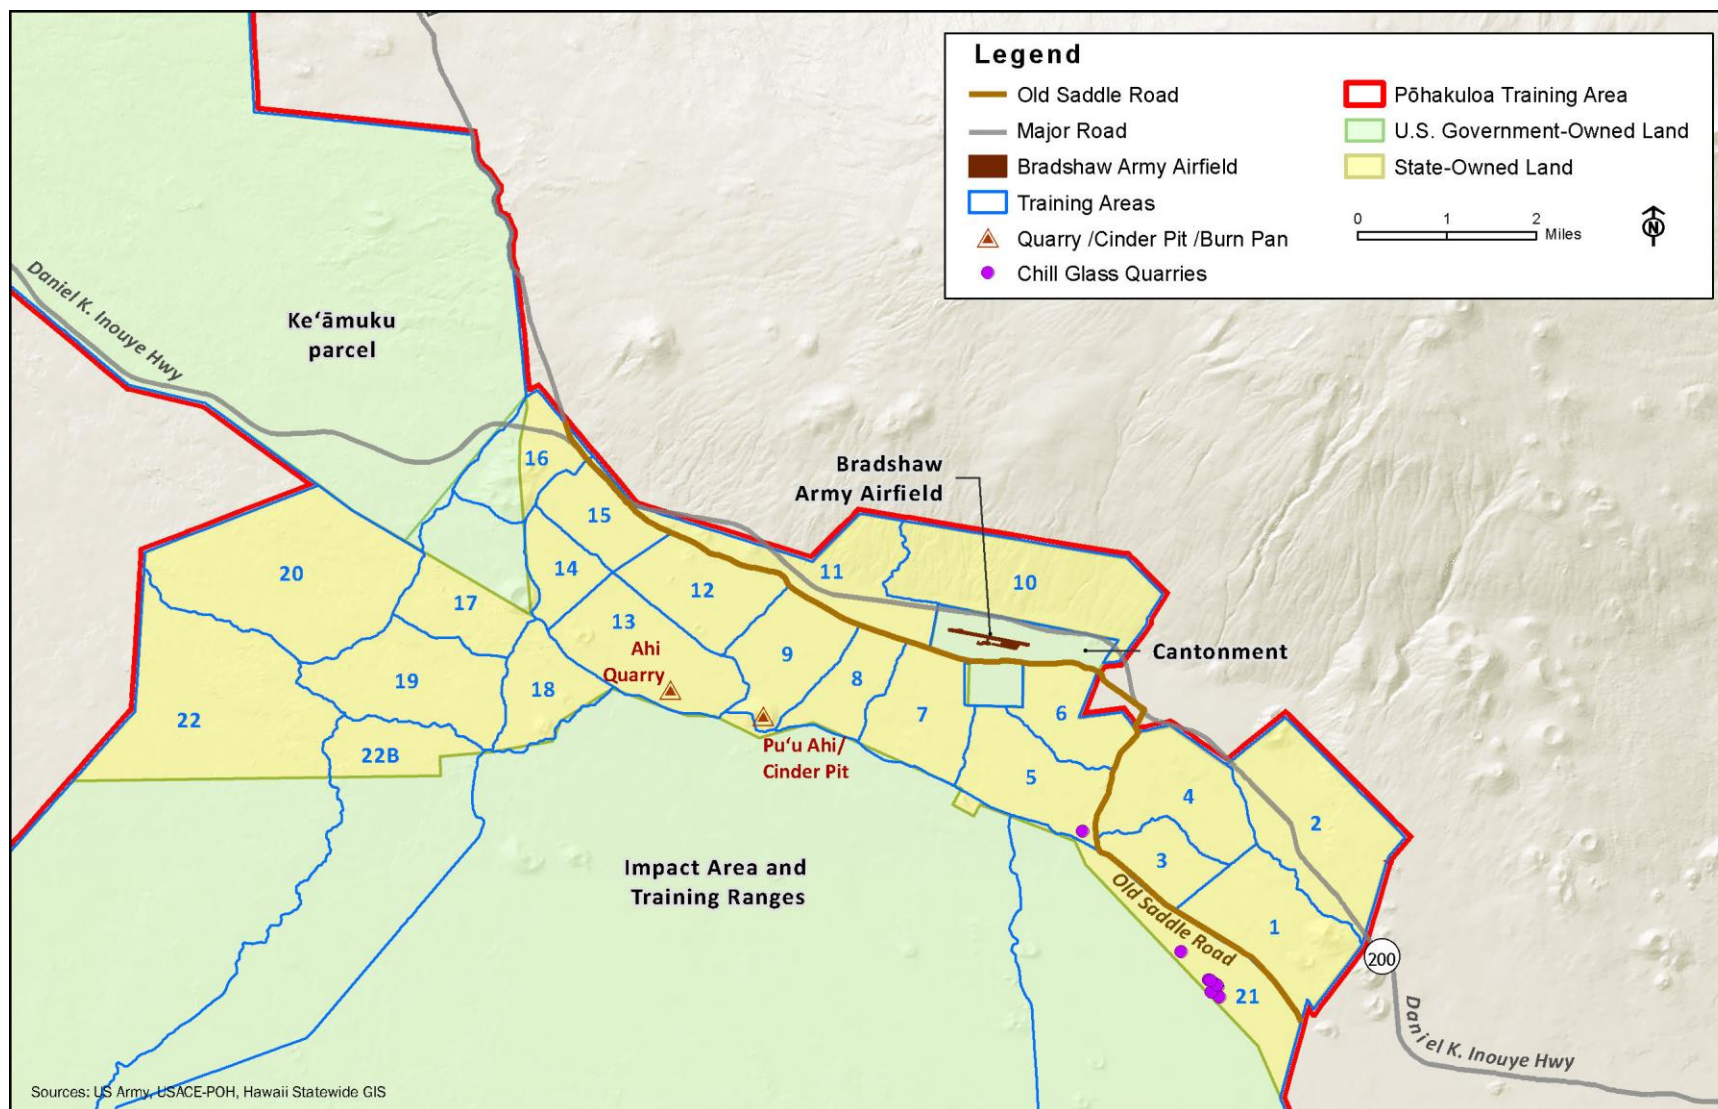 Legend
Old Saddle Road
Major Road
Bradshaw Army Airfield
Training Areas
Quarry /Cinder Pit /Burn Pan
Chill Glass Quarries
Pōhakuloa Training Area
U.S. Government-Owned Land
State-Owned Land
0 1 2
Miles
N
Daniel K. Inouye Hwy
Keʻāmuku
parcel
Bradshaw
Army Airfield
16
15
14
20
17
13
12
11
10
Cantonment
Ahi
Quarry
9
8
7
6
19
18
22
22B
Puʻu Ahi/
Cinder Pit
5
4
2
3
1
Impact Area and
Training Ranges
Old Saddle Road
21
200
Daniel K. Inouye Hwy
Sources: US Army, USACE-POH, Hawaii Statewide GIS